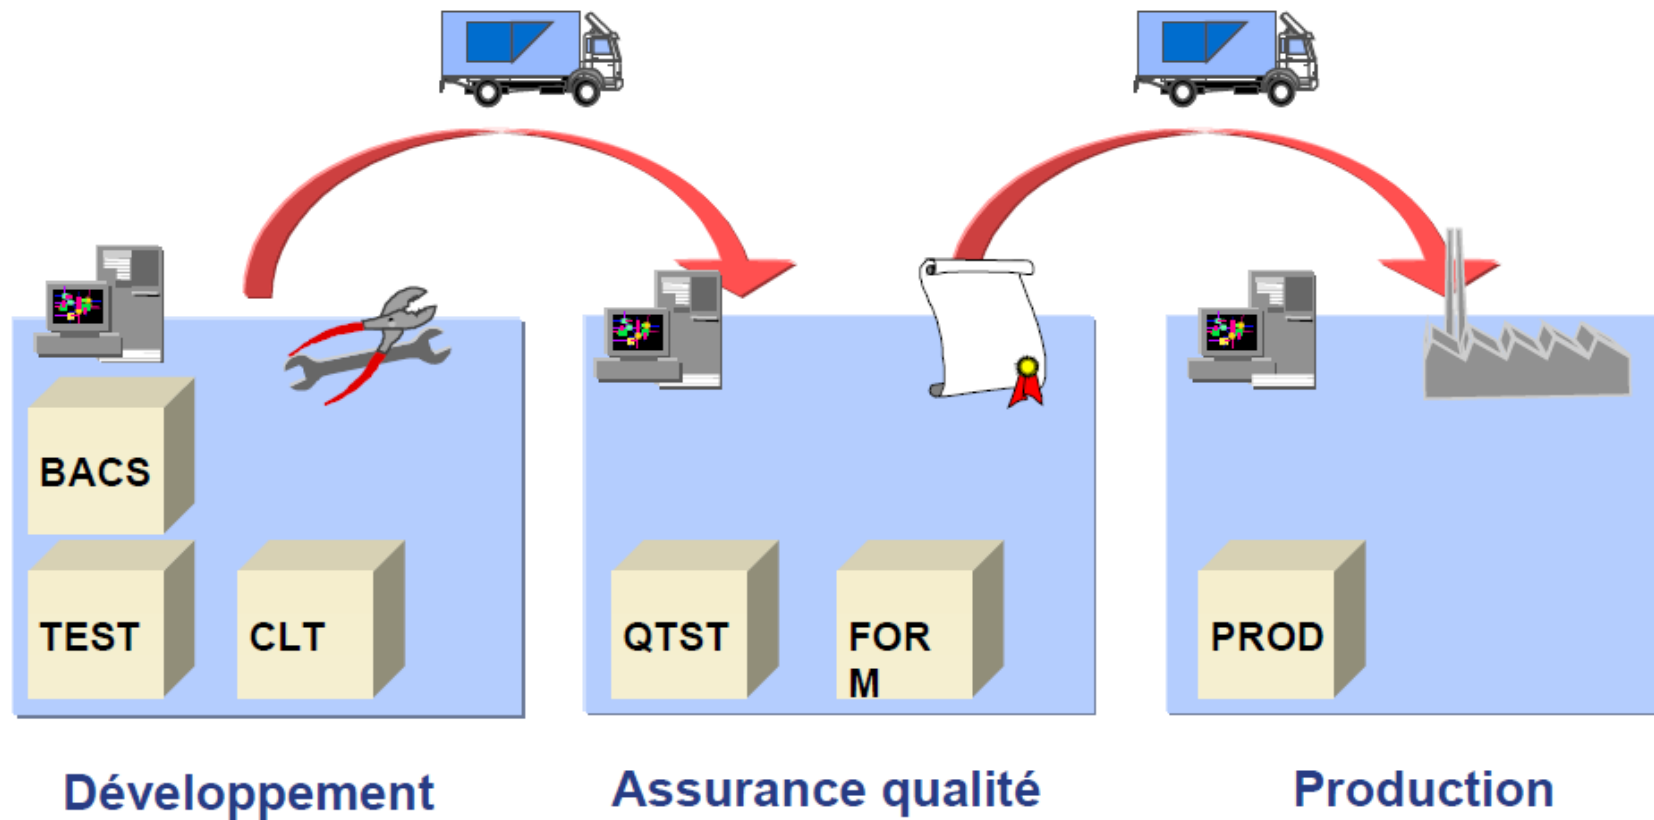 BACS
TEST
CLT
QTST
FOR
M
PROD
Développement
Assurance qualité
Production